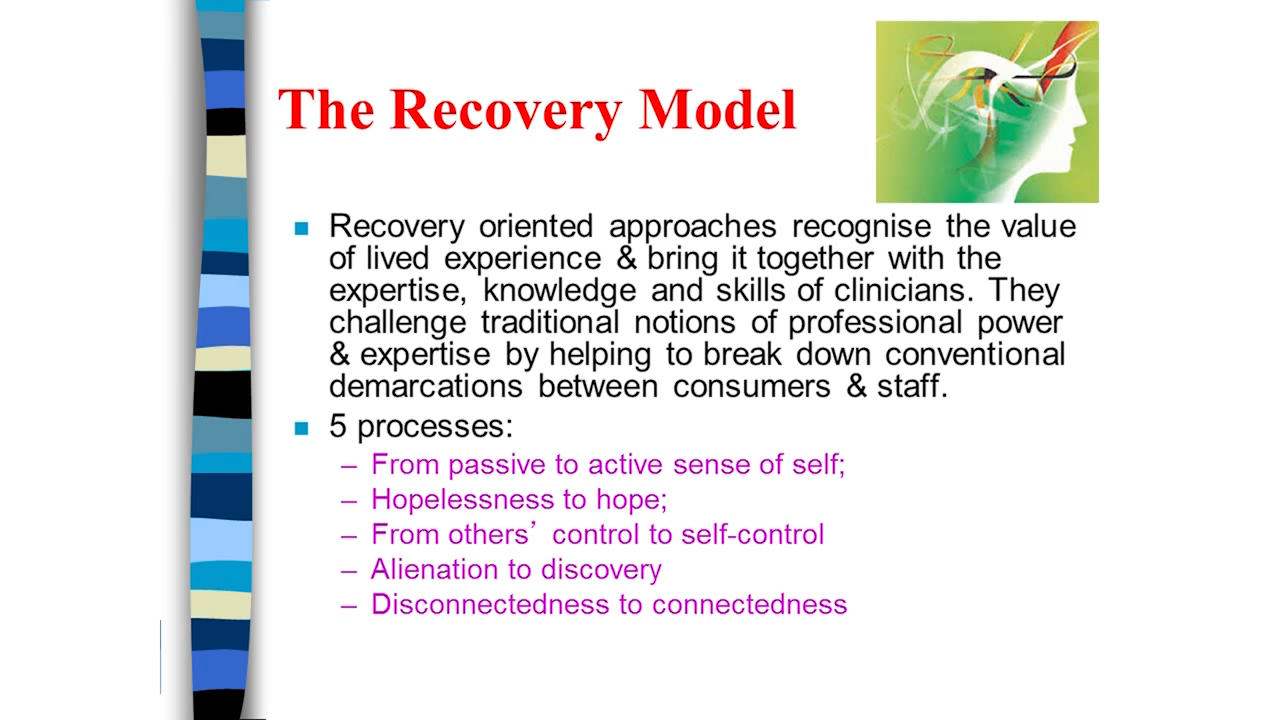 The Recovery Model
Recovery oriented approaches recognise the value
of lived experience & bring it together with the
expertise, knowledge and skills of clinicians. They
challenge traditional notions of professional power
& expertise by helping to break down conventional
demarcations between consumers & staff.
5 processes:
– From passive to active sense of self;
– Hopelessness to hope;
– From others’ control to self-control
– Alienation to discovery
– Disconnectedness to connectedness